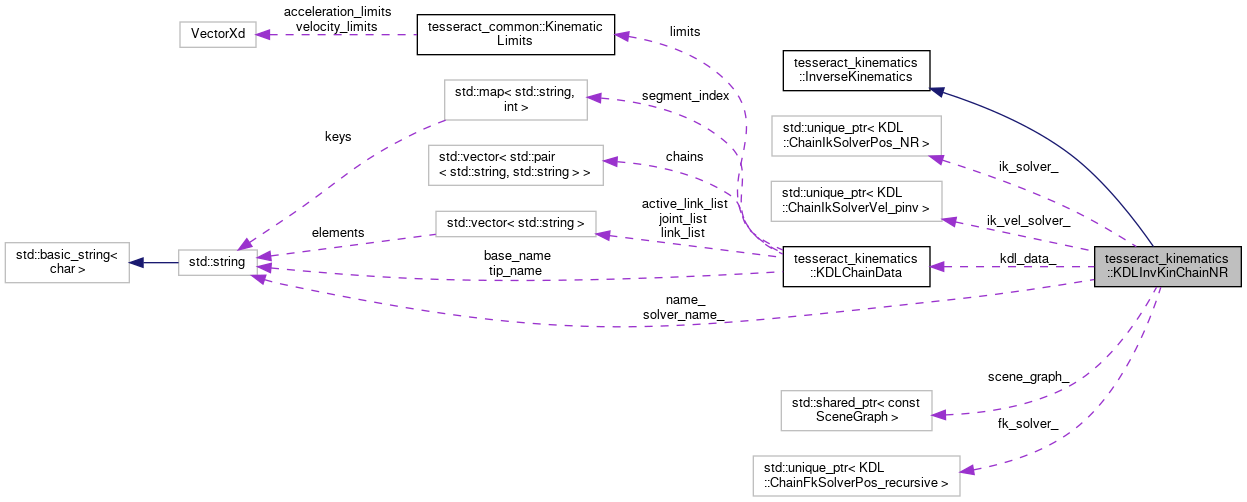 acceleration_limits
velocity_limits
VectorXd
tesseract_common::Kinematic
Limits
limits
tesseract_kinematics
::InverseKinematics
std::map< std::string,
int >
segment_index
keys
std::unique_ptr< KDL
::ChainIkSolverPos_NR >
ik_solver_
std::vector< std::pair
< std::string, std::string > >
chains
std::unique_ptr< KDL
::ChainIkSolverVel_pinv >
ik_vel_solver_
std::vector< std::string >
active_link_list
joint_list
link_list
elements
std::basic_string<
char >
std::string
base_name
tip_name
tesseract_kinematics
::KDLChainData
kdl_data_
tesseract_kinematics
::KDLInvKinChainNR
name_
solver_name_
scene_graph_
std::shared_ptr< const
SceneGraph >
fk_solver_
std::unique_ptr< KDL
::ChainFkSolverPos_recursive >